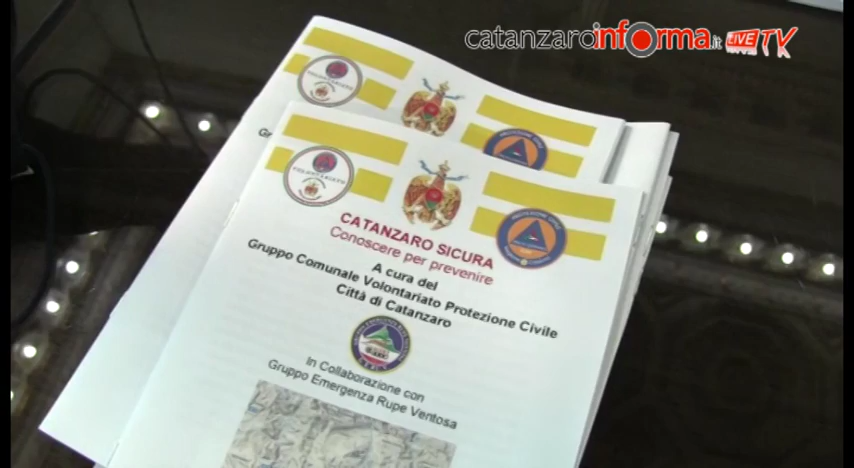 catanzaroinforma.it LIVE TV
VOLONTARIATO
CATANZARO SICURA
Conoscere per prevenire
A cura del
Gruppo Comunale Volontariato Protezione Civile
Città di Catanzaro
In Collaborazione con
Gruppo Emergenza Rupe Ventosa